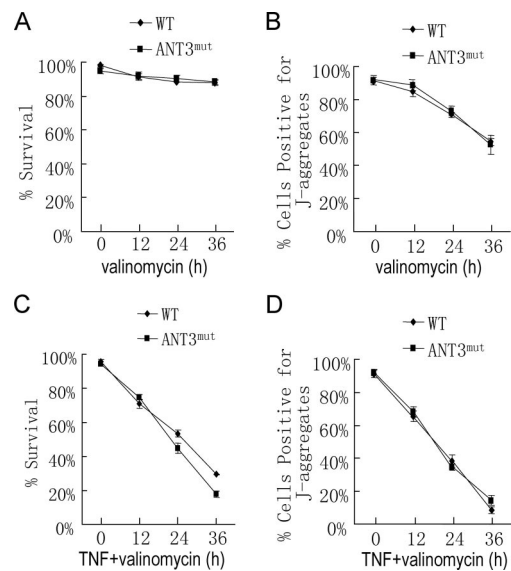 A
WT
ANT3mut
100%
80%
60%
40%
20%
0%
% Survival
0 12 24 36
valinomycin (h)
B
WT
ANT3mut
100%
80%
60%
40%
20%
0%
% Cells Positive for
J-aggregates
0 12 24 36
valinomycin (h)
C
WT
ANT3mut
100%
80%
60%
40%
20%
0%
% Survival
0 12 24 36
TNF+valinomycin (h)
D
WT
ANT3mut
100%
80%
60%
40%
20%
0%
% Cells Positive for
J-aggregates
0 12 24 36
TNF+valinomycin (h)